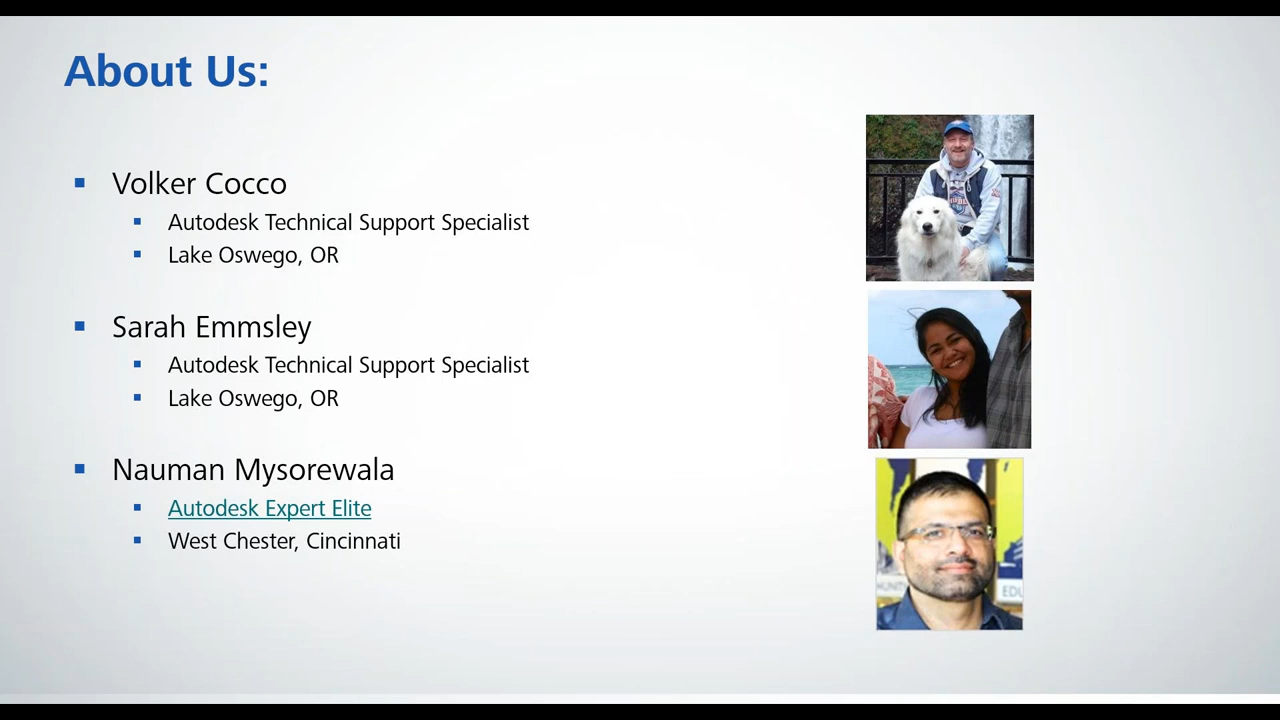 About Us:
Volker Cocco
Autodesk Technical Support Specialist
Lake Oswego, OR
Sarah Emmsley
Autodesk Technical Support Specialist
Lake Oswego, OR
Nauman Mysorewala
Autodesk Expert Elite
West Chester, Cincinnati